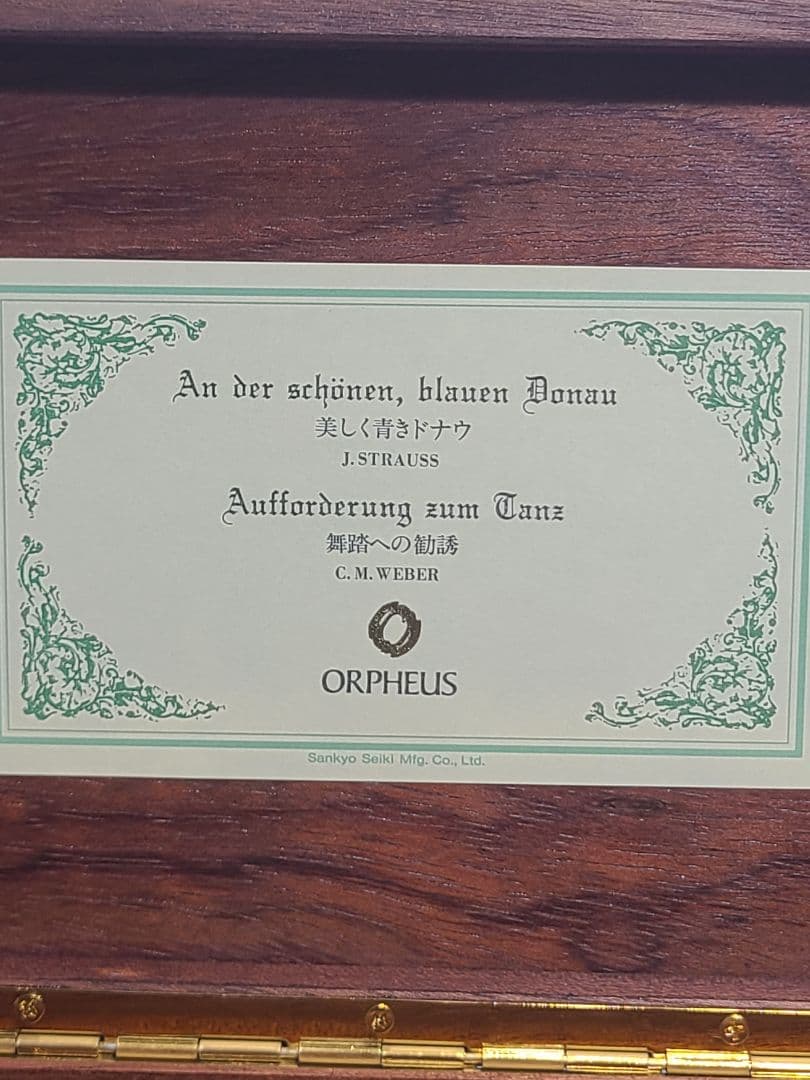 An der schönen, blauen Donau
美しく青きドナウ
J. STRAUSS
Aufforderung zum Tanz
舞踏への勧誘
C. M. WEBER
ORPHEUS
Sankyo Seiki Mfg. Co., Ltd.